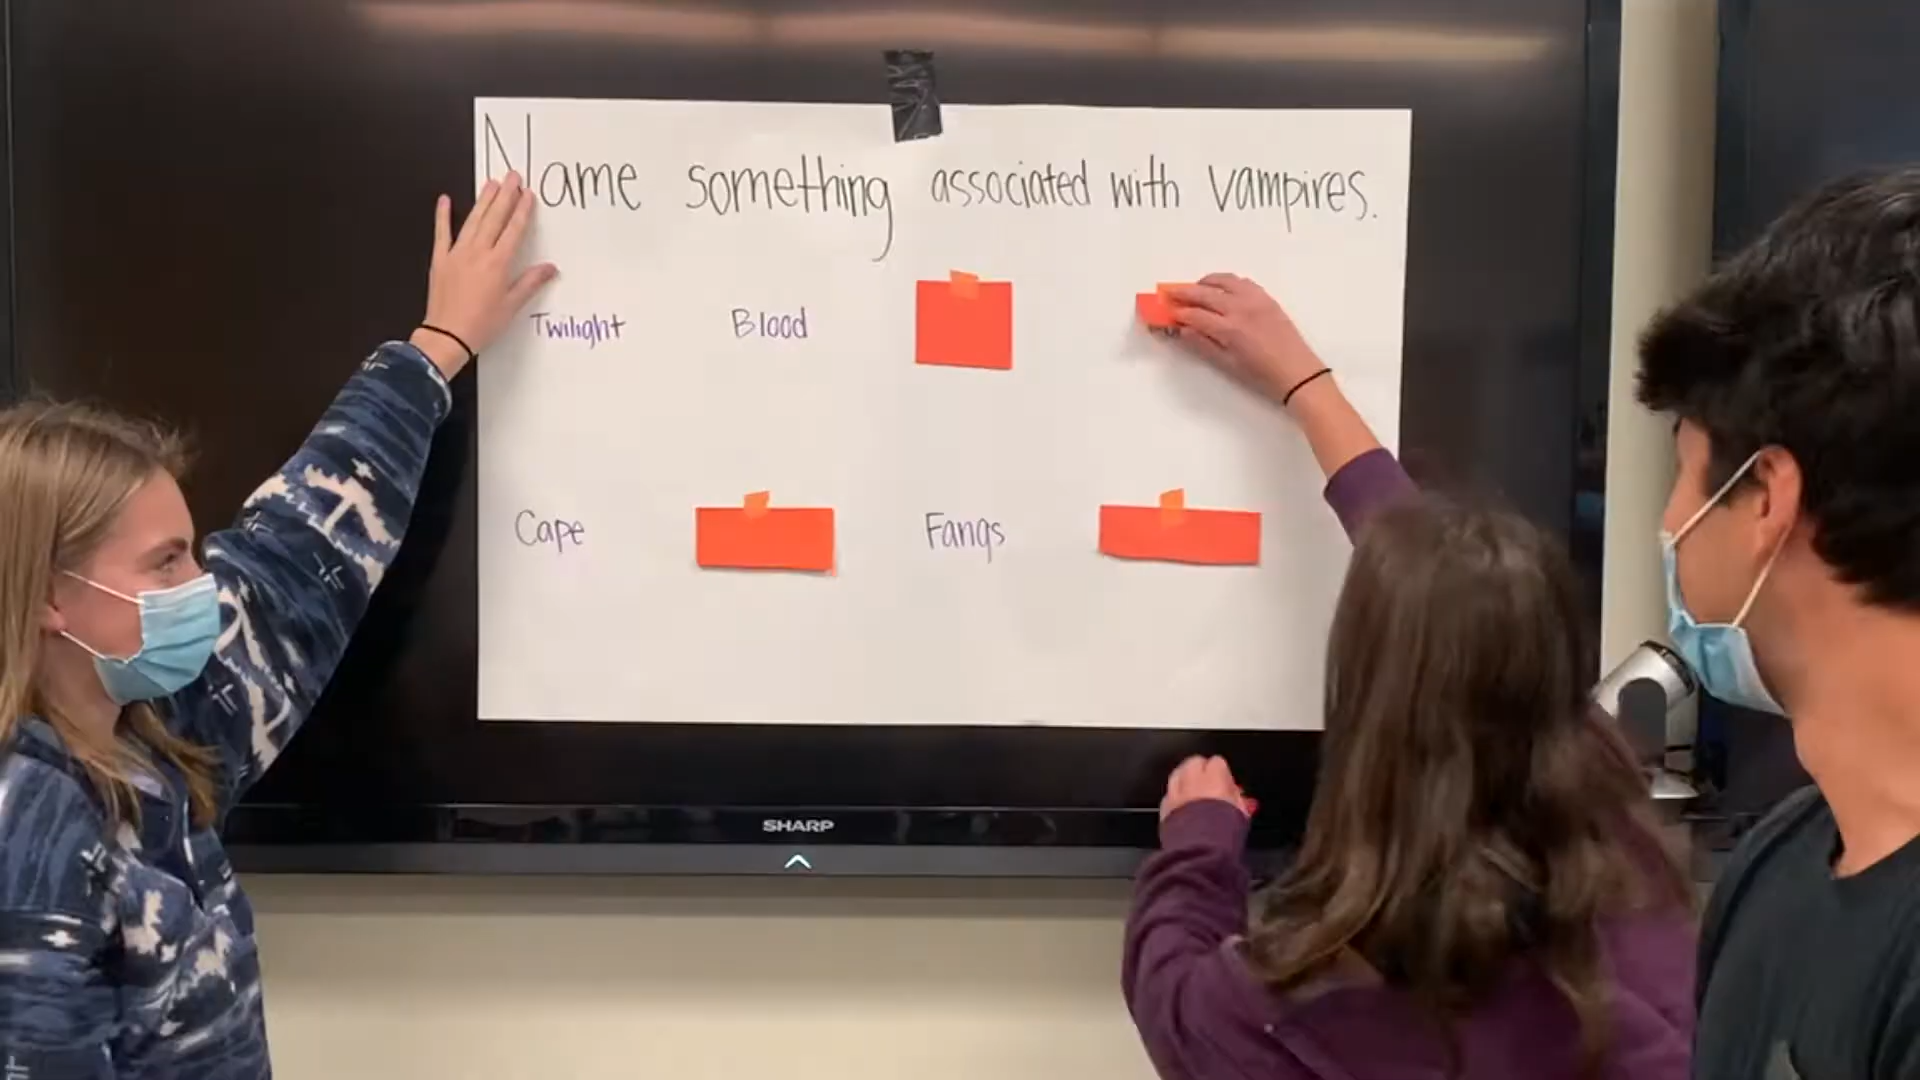 Name something associated with vampires.
Twilight Blood
Cape Fangs
SHARP